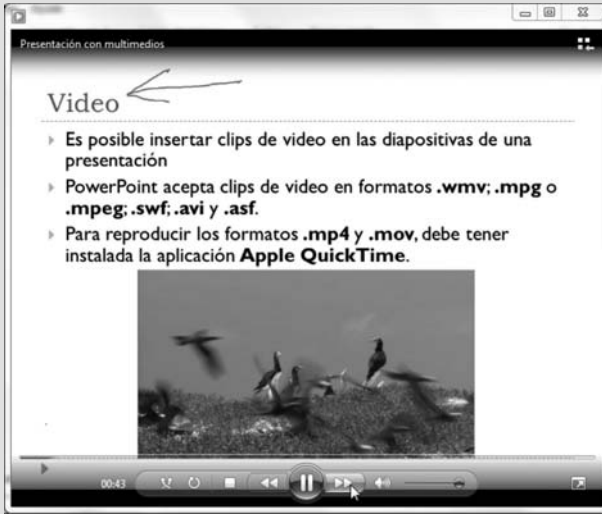 Presentación con multimedios
Video
Es posible insertar clips de video en las diapositivas de una
presentación
PowerPoint acepta clips de video en formatos .wmv; .mpg o
.mpeg; .swf; .avi y .asf.
Para reproducir los formatos .mp4 y .mov, debe tener
instalada la aplicación Apple QuickTime.
00:43